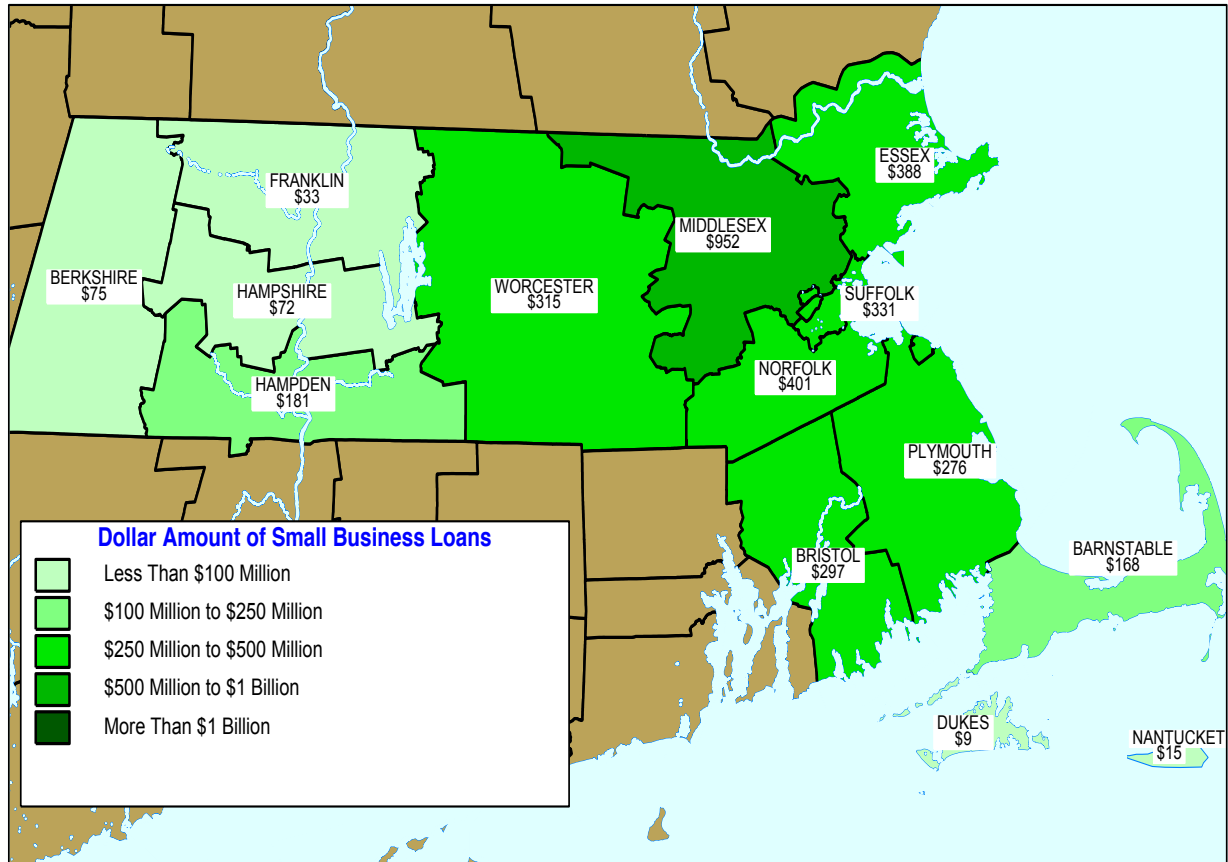 ESSEX
$388
FRANKLIN
$33
MIDDLESEX
$952
BERKSHIRE
$75
HAMPSHIRE
$72
WORCESTER
$315
SUFFOLK
$331
NORFOLK
$401
HAMPDEN
$181
PLYMOUTH
$276
BARNSTABLE
$168
BRISTOL
$297
DUKES
$9
NANTUCKET
$15
Dollar Amount of Small Business Loans
Less Than $100 Million
$100 Million to $250 Million
$250 Million to $500 Million
$500 Million to $1 Billion
More Than $1 Billion